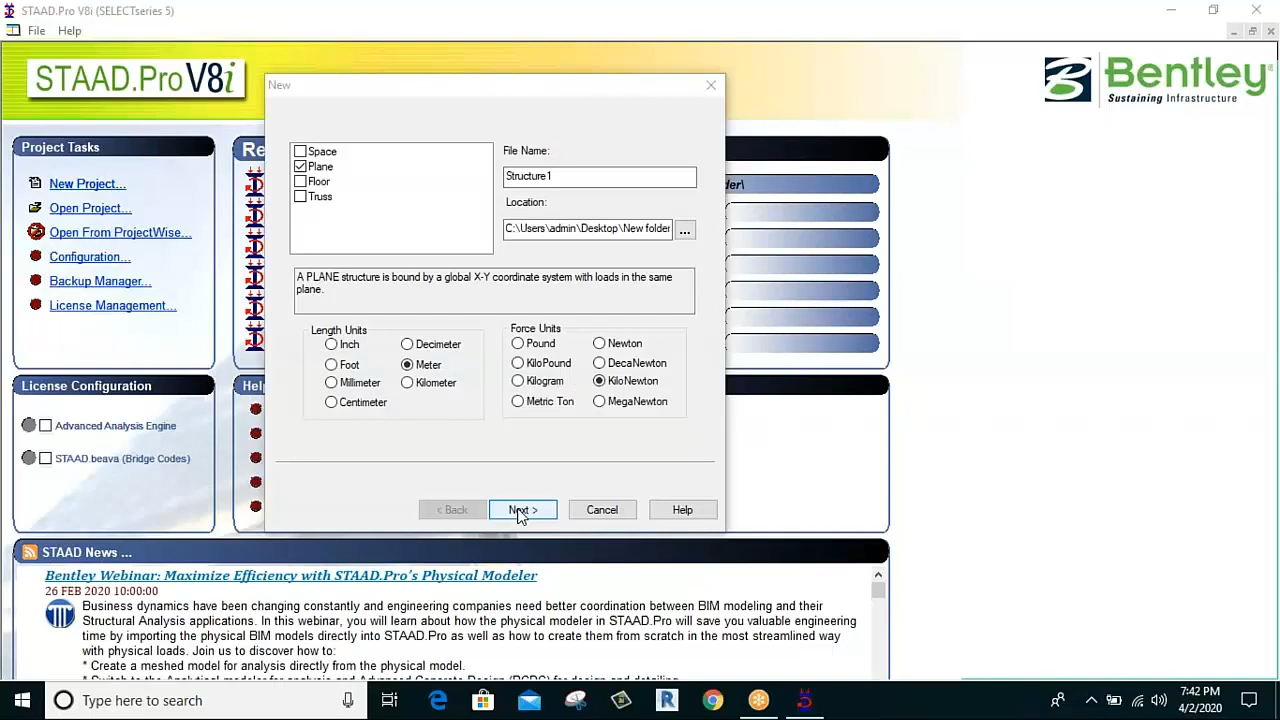 STAAD.Pro V8i (SELECTseries 5)
File Help
STAAD.Pro V8i
Bentley
Sustaining Infrastructure
New
Project Tasks
New Project...
Open Project...
Open From ProjectWise...
Configuration...
Backup Manager...
License Management...
Re
der\
Space
Plane
Floor
Truss
File Name:
Structure1
Location:
C:\Users\admin\Desktop\New folder
...
A PLANE structure is bound by a global X-Y coordinate system with loads in the same
plane.
Length Units
Inch Decimeter
Foot Meter
Millimeter Kilometer
Centimeter
Force Units
Pound Newton
KiloPound DecaNewton
Kilogram KiloNewton
Metric Ton MegaNewton
< Back Next > Cancel Help
License Configuration
Advanced Analysis Engine
STAAD.beava (Bridge Codes)
Help
STAAD News ...
Bentley Webinar: Maximize Efficiency with STAAD.Pro's Physical Modeler
26 FEB 2020 10:00:00
Business dynamics have been changing constantly and engineering companies need better coordination between BIM modeling and their
Structural Analysis applications. In this webinar, you will learn about how the physical modeler in STAAD.Pro will save you valuable engineering
time by importing the physical BIM models directly into STAAD.Pro as well as how to create them from scratch in the most streamlined way
with physical loads. Join us to discover how to:
* Create a meshed model for analysis directly from the physical model.
Type here to search
7:42 PM
4/2/2020